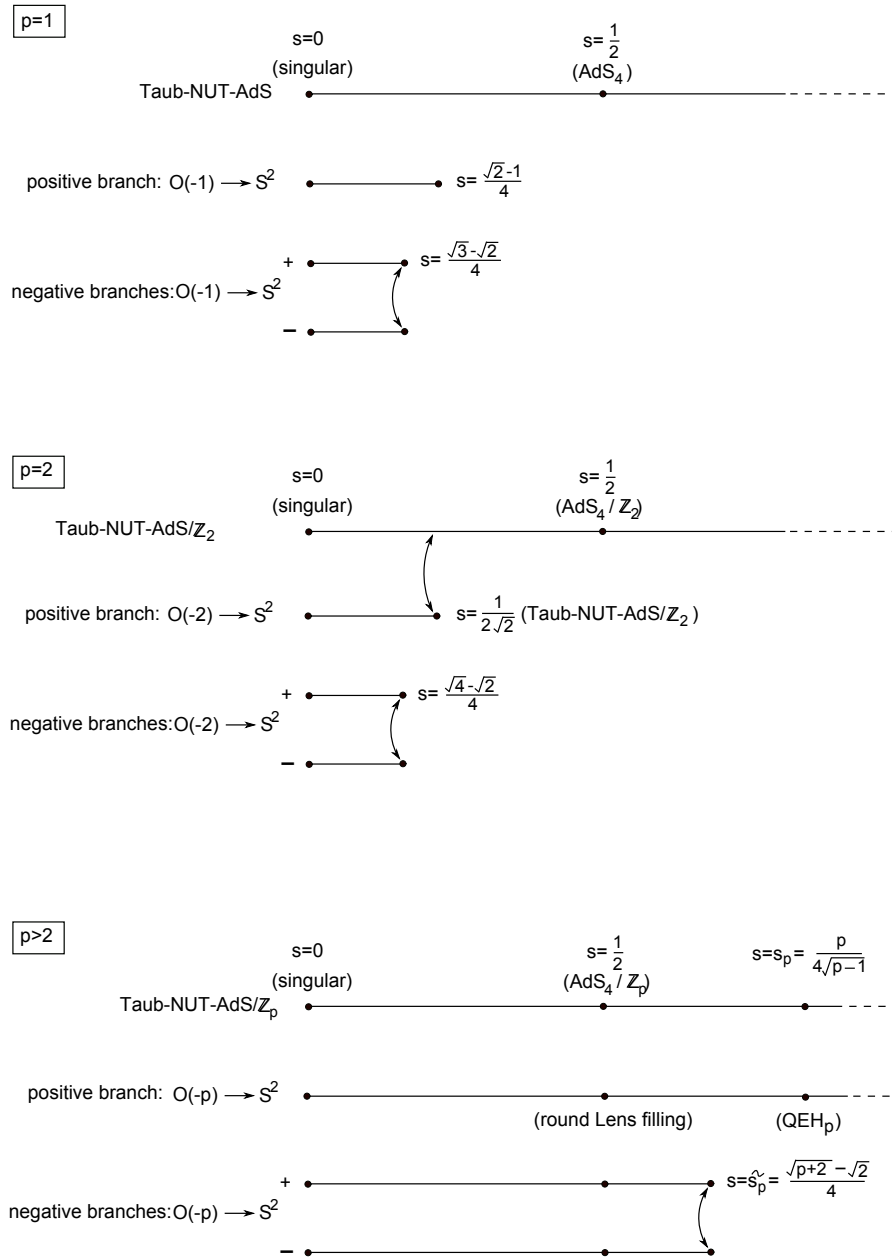 p=1
s=0
(singular)
s= 1/2
(AdS₄)
Taub-NUT-AdS
positive branch: O(-1) → S²
s= (√2-1)/4
+
s= (√3-√2)/4
negative branches:O(-1) → S²
−
p=2
s=0
(singular)
s= 1/2
(AdS₄ / ℤ₂)
Taub-NUT-AdS/ℤ₂
positive branch: O(-2) → S²
s= 1/(2√2) (Taub-NUT-AdS/ℤ₂ )
+
s= (√4-√2)/4
negative branches:O(-2) → S²
−
p>2
s=0
(singular)
s= 1/2
(AdS₄ / ℤₚ)
s=sₚ= p/(4√(p−1))
Taub-NUT-AdS/ℤₚ
positive branch: O(-p) → S²
(round Lens filling)
(QEHₚ)
+
s=s̃ₚ= (√(p+2) −√2)/4
negative branches:O(-p) → S²
−